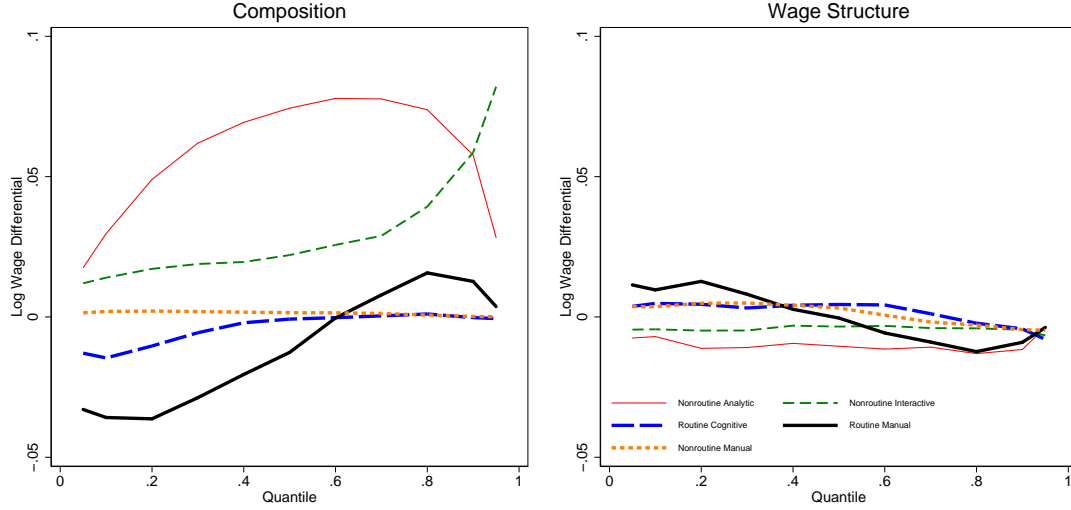 Composition
Log Wage Differential
.1
.05
0
−.05
0
.2
.4
.6
.8
1
Quantile
Wage Structure
Log Wage Differential
.1
.05
0
−.05
Nonroutine Analytic
Nonroutine Interactive
Routine Cognitive
Routine Manual
Nonroutine Manual
0
.2
.4
.6
.8
1
Quantile